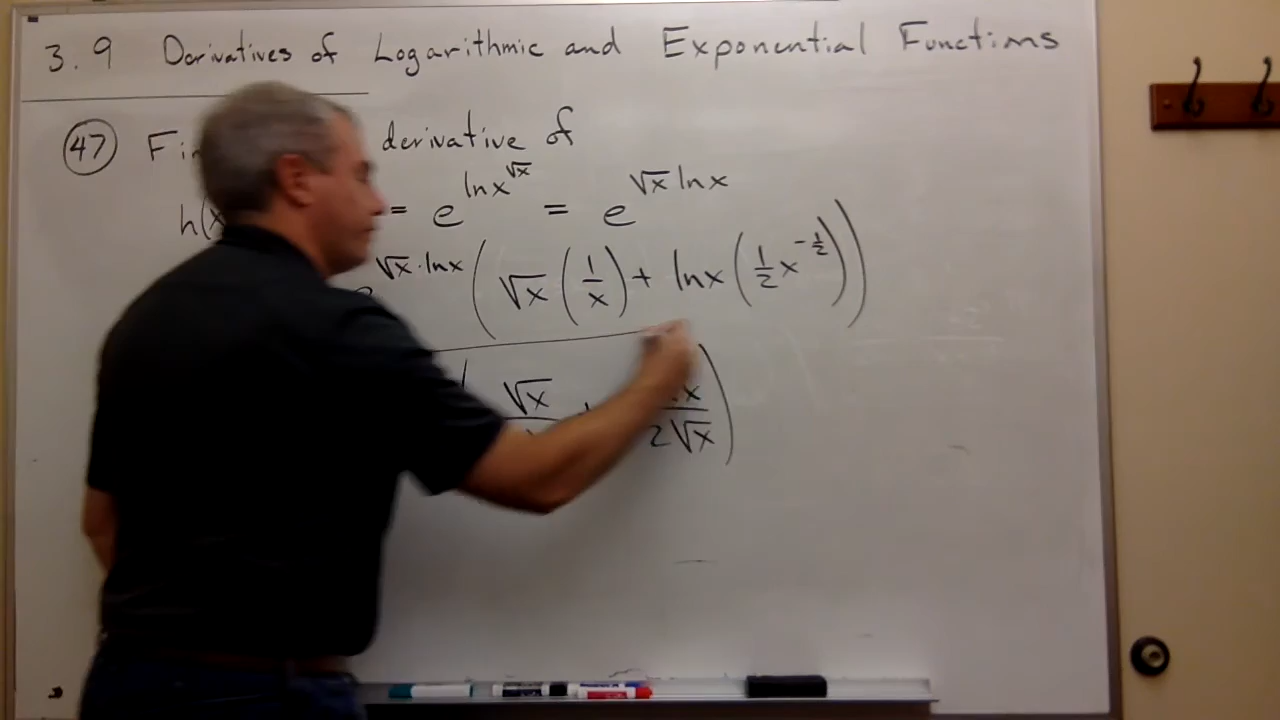 3.9 Derivatives of Logarithmic and Exponential Functions
47 derivative of
h(x = e^{ln x^{√x}} = e^{√x ln x}
√x·ln x ( √x (1/x) + ln x (1/2 x^{-1/2}) )
√x x / 2√x )